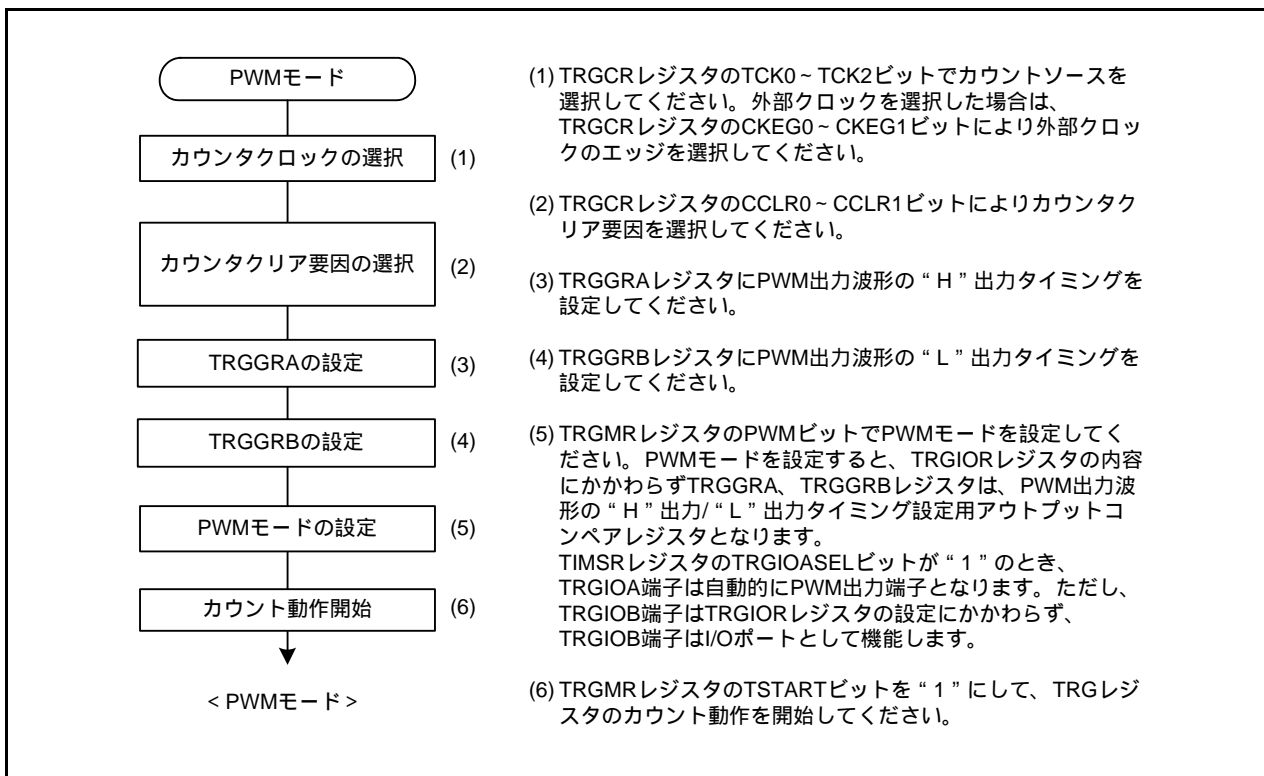 PWMモード
カウンタクロックの選択
(1)
カウンタクリア要因の選択
(2)
TRGGRAの設定
(3)
TRGGRBの設定
(4)
PWMモードの設定
(5)
カウント動作開始
(6)
< PWMモード >
(1) TRGCRレジスタのTCK0~TCK2ビットでカウントソースを
選択してください。外部クロックを選択した場合は、
TRGCRレジスタのCKEG0~CKEG1ビットにより外部クロッ
クのエッジを選択してください。
(2) TRGCRレジスタのCCLR0~CCLR1ビットによりカウンタク
リア要因を選択してください。
(3) TRGGRAレジスタにPWM出力波形の“H”出力タイミングを
設定してください。
(4) TRGGRBレジスタにPWM出力波形の“L”出力タイミングを
設定してください。
(5) TRGMRレジスタのPWMビットでPWMモードを設定してく
ださい。PWMモードを設定すると、TRGIORレジスタの内容
にかかわらずTRGGRA、TRGGRBレジスタは、PWM出力波
形の“H”出力/“L”出力タイミング設定用アウトプットコ
ンペアレジスタとなります。
TIMSRレジスタのTRGIOASELビットが“1”のとき、
TRGIOA端子は自動的にPWM出力端子となります。ただし、
TRGIOB端子はTRGIORレジスタの設定にかかわらず、
TRGIOB端子はI/Oポートとして機能します。
(6) TRGMRレジスタのTSTARTビットを“1”にして、TRGレジ
スタのカウント動作を開始してください。